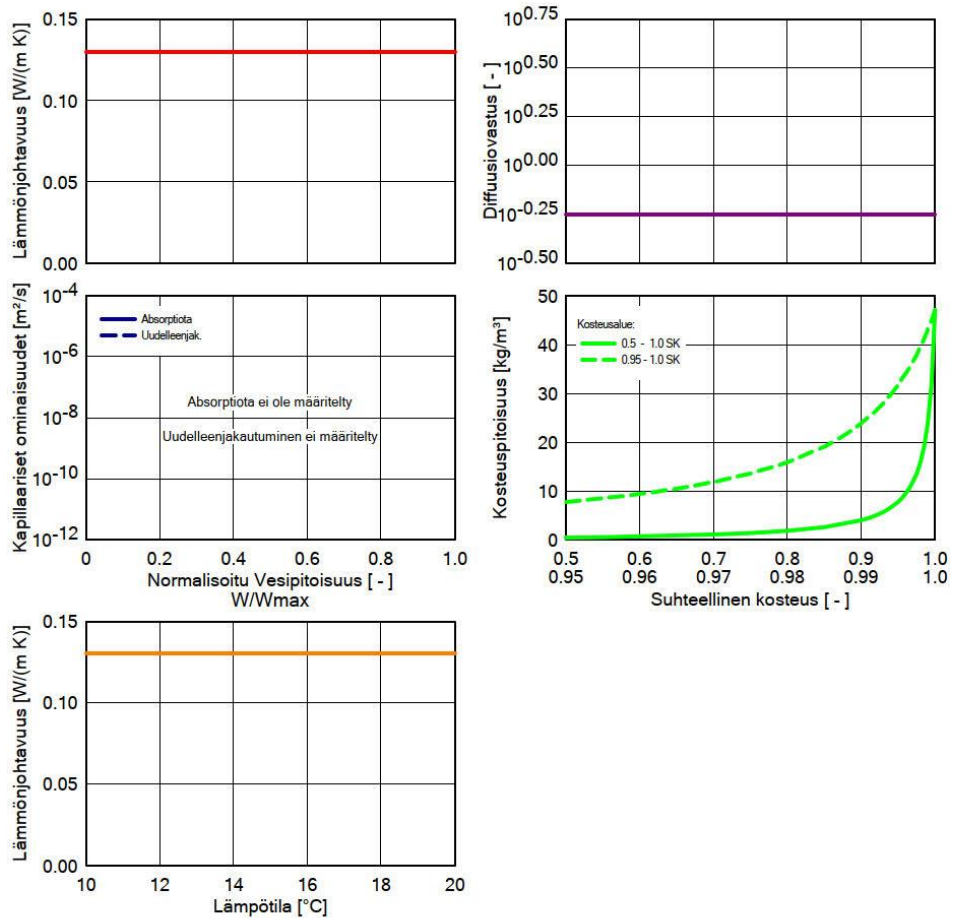 Lämmönjohtavuus [W/(m K)]
0.15
0.10
0.05
0.00
Diffuusiovastus [ - ]
10^0.75
10^0.50
10^0.25
10^0.00
10^-0.25
10^-0.50
Kapillaariset ominaisuudet [m²/s]
10^-4
10^-6
10^-8
10^-10
10^-12
Absorptiota
Uudelleenjak.
Absorptiota ei ole määritelty
Uudelleenjakautuminen ei määritelty
0 0.2 0.4 0.6 0.8 1.0
Normalisoitu Vesipitoisuus [ - ]
W/Wmax
Kosteuspitoisuus [kg/m³]
50
40
30
20
10
0
Kosteusalue:
0.5 - 1.0 SK
0.95 - 1.0 SK
0.5 0.6 0.7 0.8 0.9 1.0
0.95 0.96 0.97 0.98 0.99 1.0
Suhteellinen kosteus [ - ]
Lämmönjohtavuus [W/(m K)]
0.15
0.10
0.05
0.00
10 12 14 16 18 20
Lämpötila [°C]